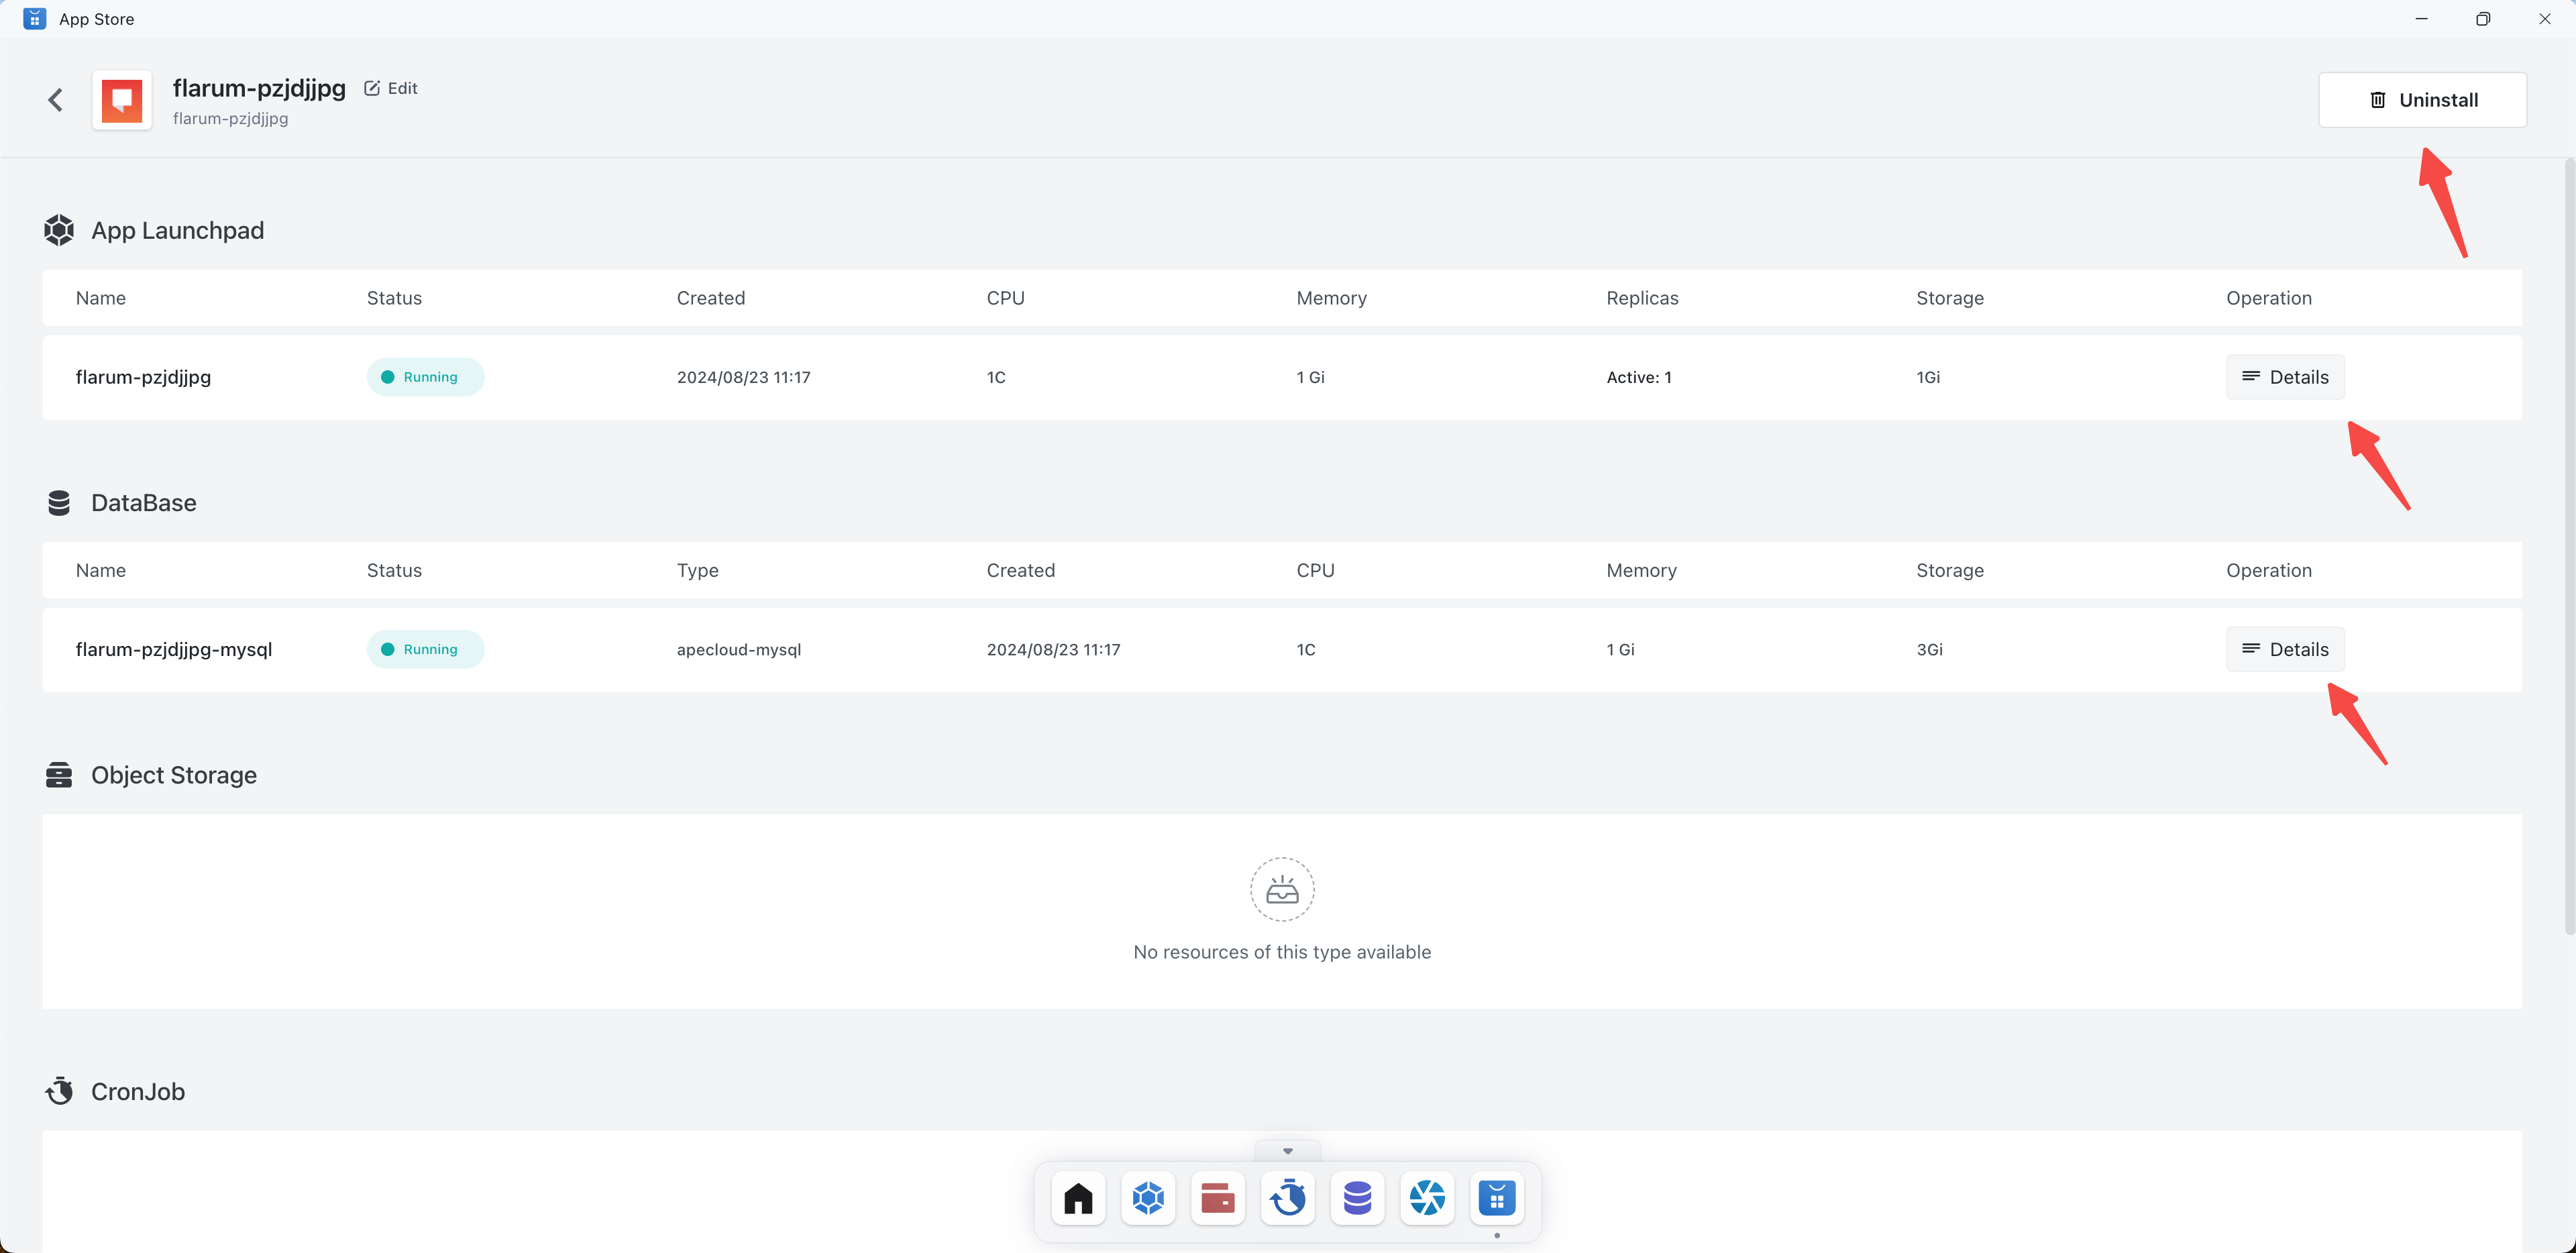 App Store
flarum-pzjdjjpg Edit
flarum-pzjdjjpg
Uninstall
App Launchpad
Name Status Created CPU Memory Replicas Storage Operation
flarum-pzjdjjpg Running 2024/08/23 11:17 1C 1 Gi Active: 1 1Gi Details
DataBase
Name Status Type Created CPU Memory Storage Operation
flarum-pzjdjjpg-mysql Running apecloud-mysql 2024/08/23 11:17 1C 1 Gi 3Gi Details
Object Storage
No resources of this type available
CronJob